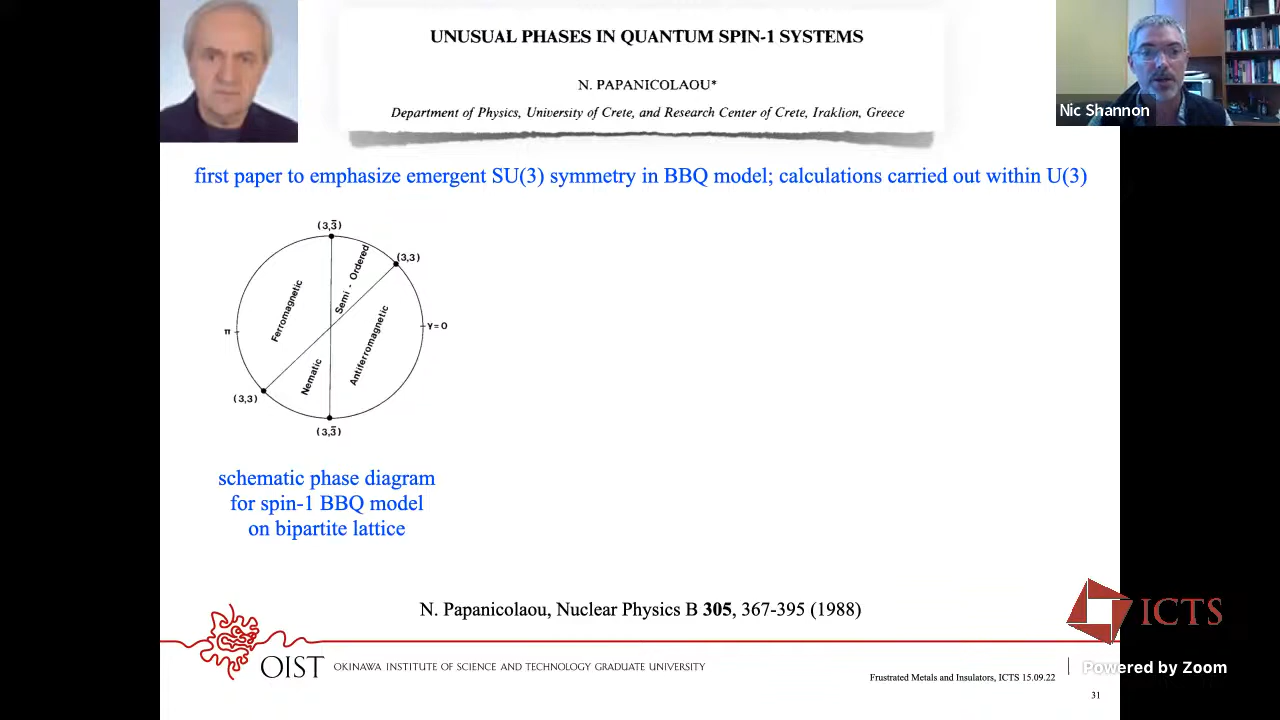 UNUSUAL PHASES IN QUANTUM SPIN-1 SYSTEMS
N. PAPANICOLAOU*
Department of Physics, University of Crete, and Research Center of Crete, Iraklion, Greece
Nic Shannon
first paper to emphasize emergent SU(3) symmetry in BBQ model; calculations carried out within U(3)
(3,3̄)
(3,3)
Semi - Ordered
Ferromagnetic
π
γ=0
Antiferromagnetic
Nematic
(3,3)
(3,3̄)
schematic phase diagram
for spin-1 BBQ model
on bipartite lattice
N. Papanicolaou, Nuclear Physics B 305, 367-395 (1988)
ICTS
OIST
OKINAWA INSTITUTE OF SCIENCE AND TECHNOLOGY GRADUATE UNIVERSITY
Powered by Zoom
Frustrated Metals and Insulators, ICTS 15.09.22
31